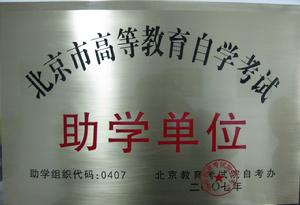 北京市高等教育自学考试
助学单位
助学组织代码:0407
北京教育考试院自考办
二〇〇七年